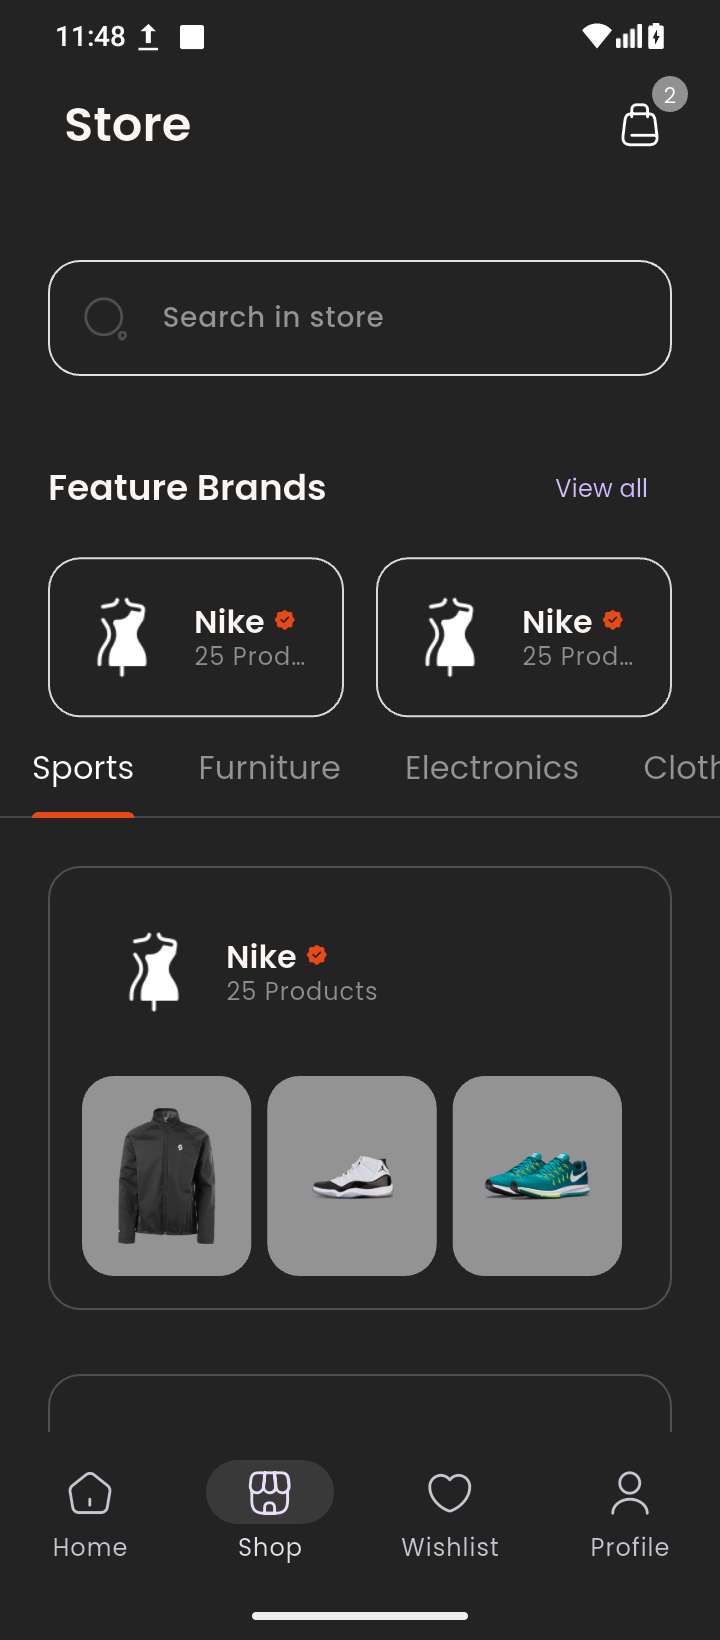 11:48
Store
2
Search in store
Feature Brands
View all
Nike
25 Prod...
Nike
25 Prod...
Sports Furniture Electronics Cloth
Nike
25 Products
Home Shop Wishlist Profile